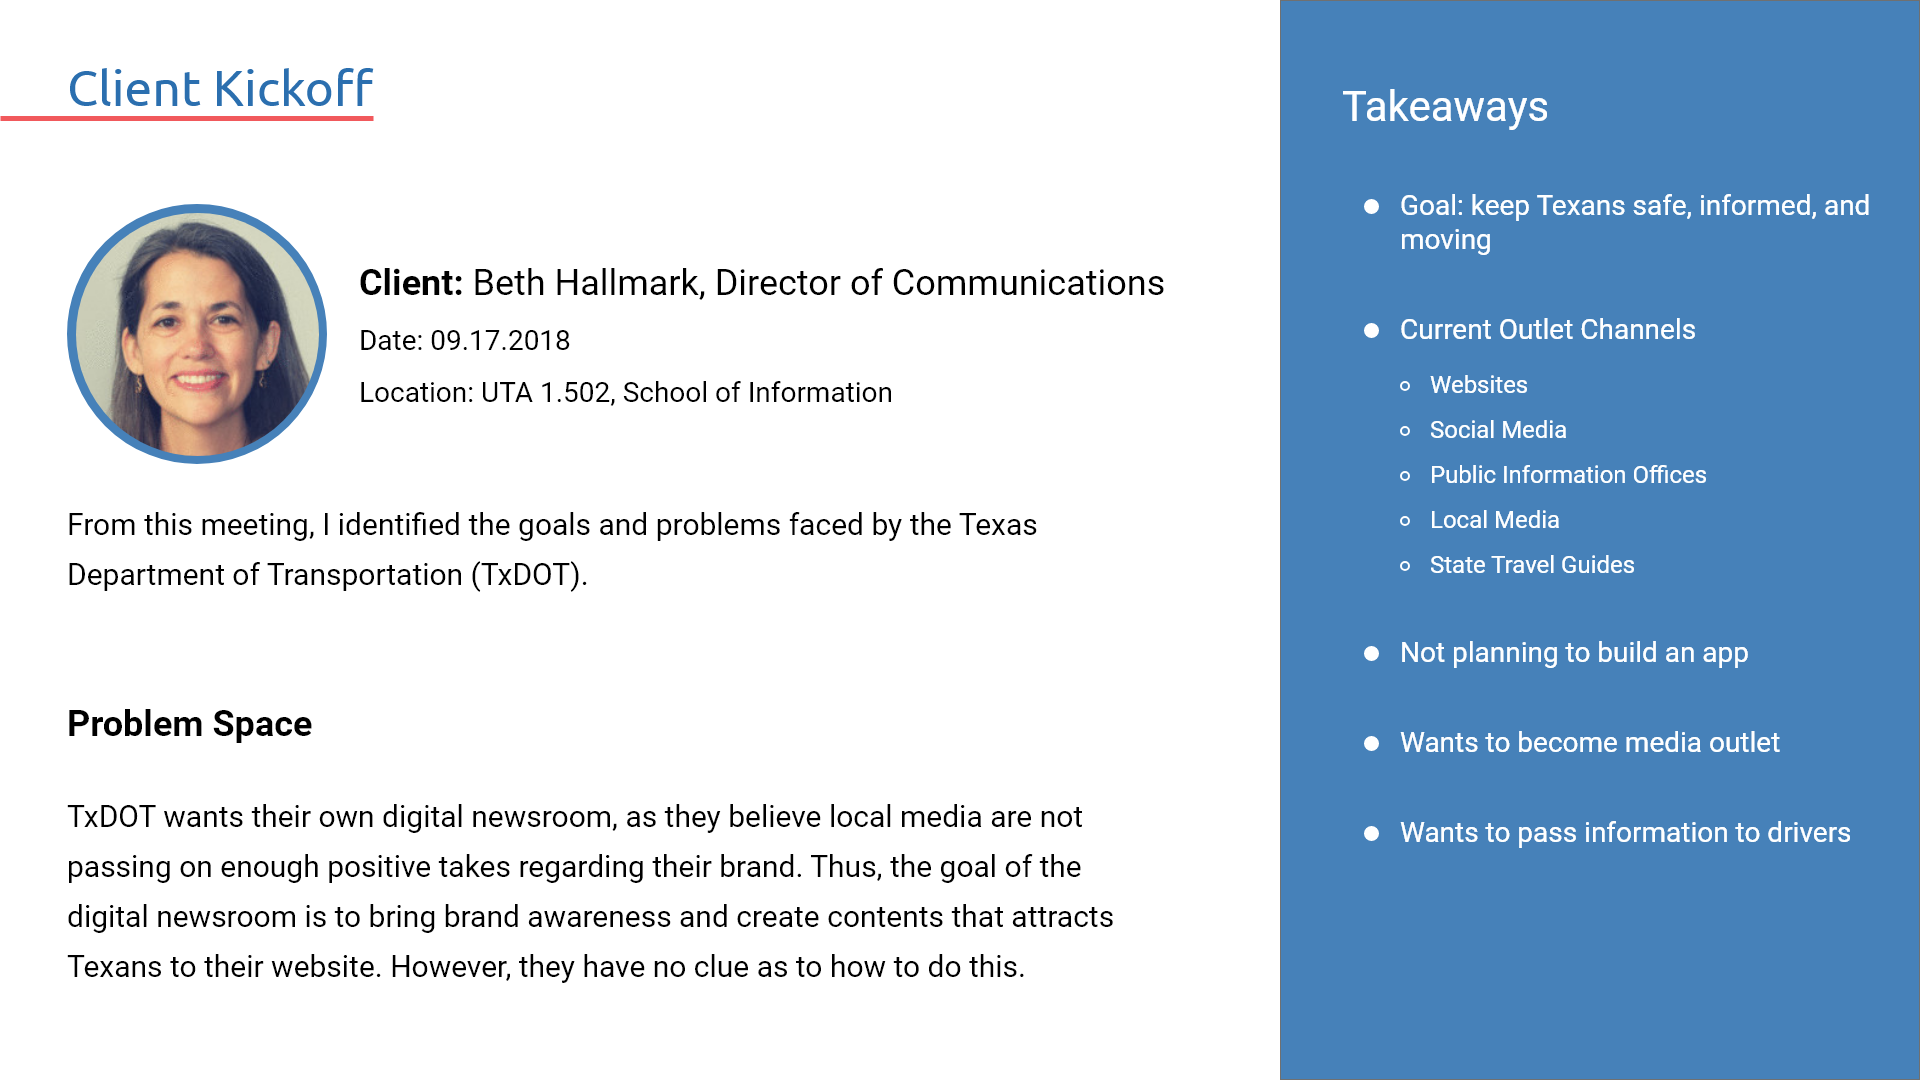 Client Kickoff
Client: Beth Hallmark, Director of Communications
Date: 09.17.2018
Location: UTA 1.502, School of Information
From this meeting, I identified the goals and problems faced by the Texas
Department of Transportation (TxDOT).
Problem Space
TxDOT wants their own digital newsroom, as they believe local media are not
passing on enough positive takes regarding their brand. Thus, the goal of the
digital newsroom is to bring brand awareness and create contents that attracts
Texans to their website. However, they have no clue as to how to do this.
Takeaways
Goal: keep Texans safe, informed, and
moving
Current Outlet Channels
Websites
Social Media
Public Information Offices
Local Media
State Travel Guides
Not planning to build an app
Wants to become media outlet
Wants to pass information to drivers